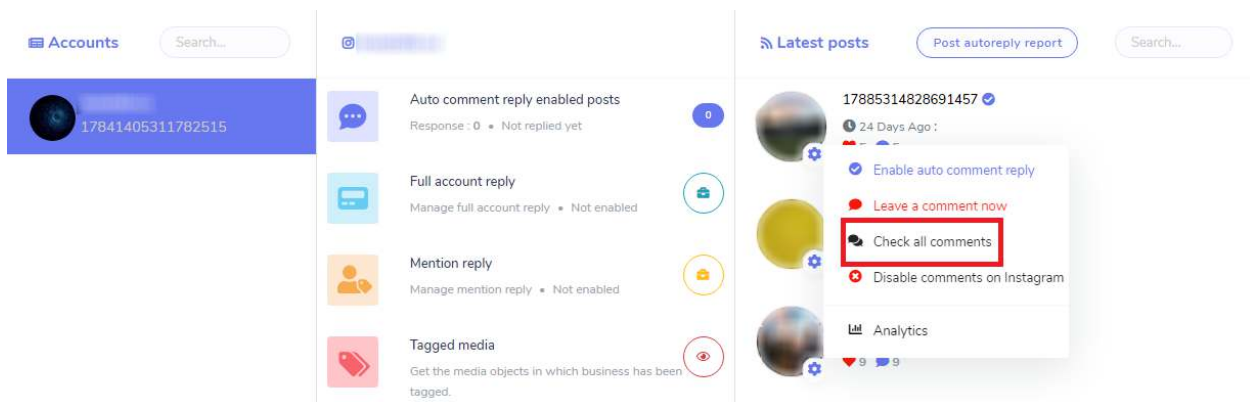 Accounts
Search...
17841405311782515
Auto comment reply enabled posts
Response : 0 • Not replied yet
0
Full account reply
Manage full account reply • Not enabled
Mention reply
Manage mention reply • Not enabled
Tagged media
Get the media objects in which business has been
tagged.
Latest posts
Post autoreply report
Search...
17885314828691457
24 Days Ago :
Enable auto comment reply
Leave a comment now
Check all comments
Disable comments on Instagram
Analytics
9 9